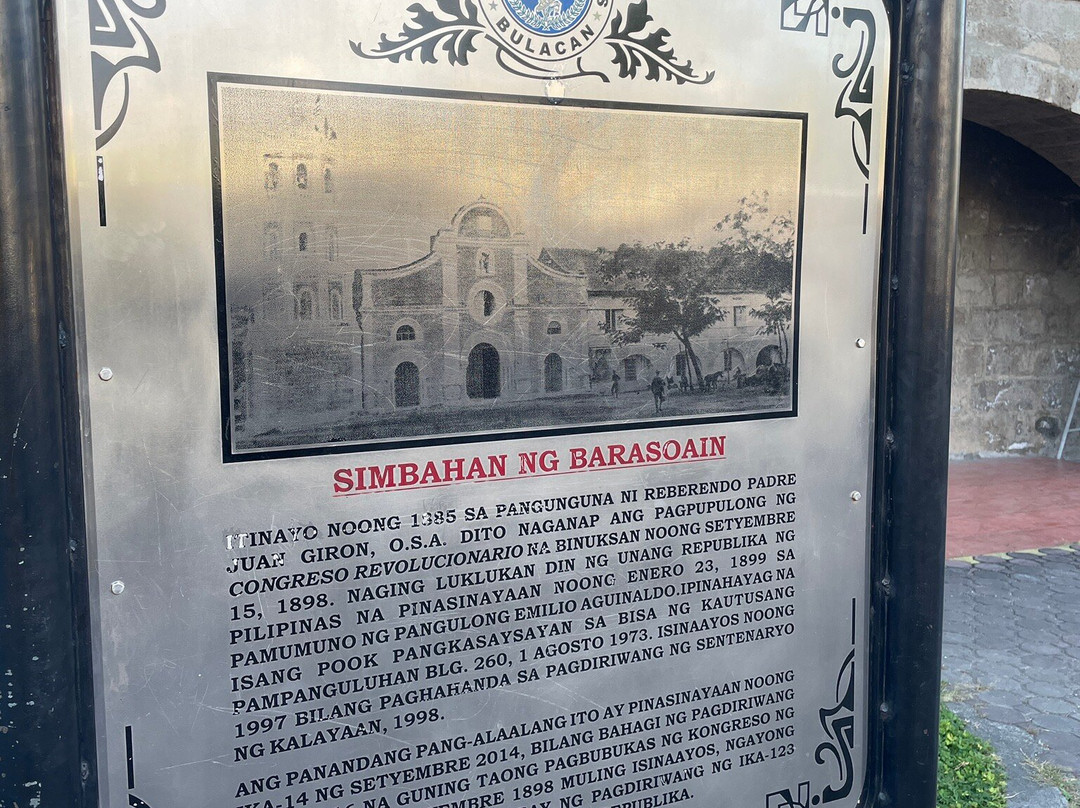 BULACAN
SIMBAHAN NG BARASOAIN
ITINAYO NOONG 1885 SA PANGUNGUNA NI REBERENDO PADRE
JUAN GIRON, O.S.A. DITO NAGANAP ANG PAGPUPULONG NG
CONGRESO REVOLUCIONARIO NA BINUKSAN NOONG SETYEMBRE
15, 1898. NAGING LUKLUKAN DIN NG UNANG REPUBLIKA NG
PILIPINAS NA PINASINAYAAN NOONG ENERO 23, 1899 SA
PAMUMUNO NG PANGULONG EMILIO AGUINALDO.IPINAHAYAG NA
ISANG POOK PANGKASAYSAYAN SA BISA NG KAUTUSANG
PAMPANGULUHAN BLG. 260, 1 AGOSTO 1973. ISINAAYOS NOONG
1997 BILANG PAGHAHANDA SA PAGDIRIWANG NG SENTENARYO
NG KALAYAAN, 1998.
ANG PANANDANG PANG-ALAALANG ITO AY PINASINAYAAN NOONG
IKA-14 NG SETYEMBRE 2014, BILANG BAHAGI NG PAGDIRIWANG
NA GUNING TAONG PAGBUBUKAS NG KONGRESO NG
1898 MULING ISINAAYOS, NGAYONG
NG PAGDIRIWANG NG IKA-123
REPUBLIKA.